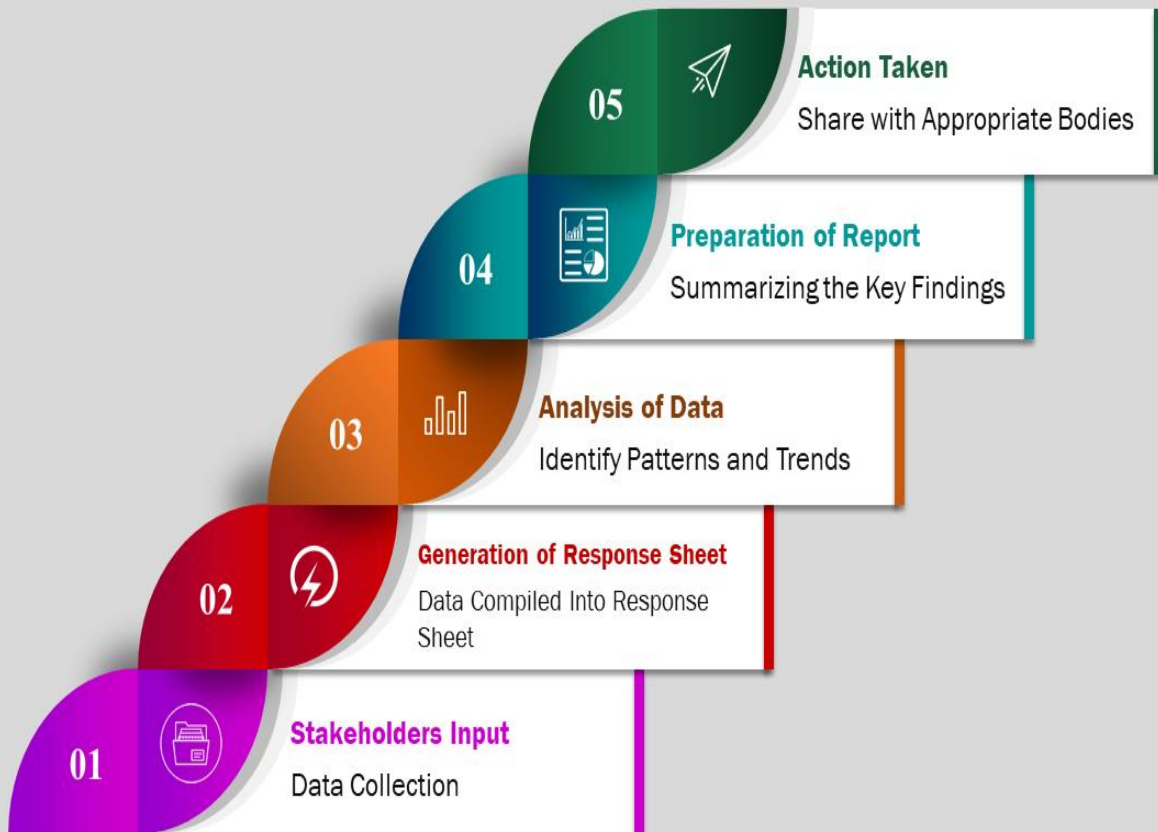 05
Action Taken
Share with Appropriate Bodies
04
Preparation of Report
Summarizing the Key Findings
03
Analysis of Data
Identify Patterns and Trends
02
Generation of Response Sheet
Data Compiled Into Response
Sheet
01
Stakeholders Input
Data Collection